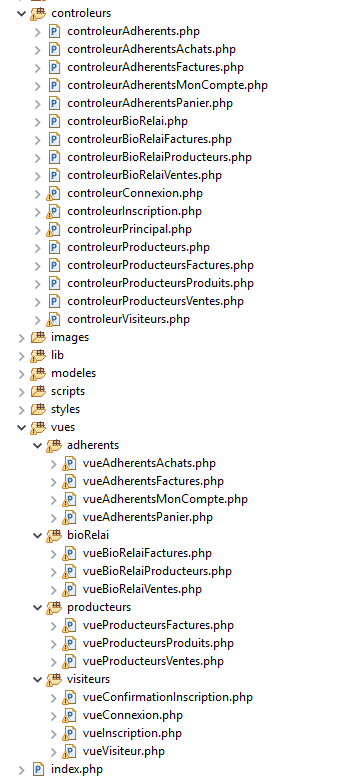 controleurs
controleurAdherents.php
controleurAdherentsAchats.php
controleurAdherentsFactures.php
controleurAdherentsMonCompte.php
controleurAdherentsPanier.php
controleurBioRelai.php
controleurBioRelaiFactures.php
controleurBioRelaiProducteurs.php
controleurBioRelaiVentes.php
controleurConnexion.php
controleurInscription.php
controleurPrincipal.php
controleurProducteurs.php
controleurProducteursFactures.php
controleurProducteursProduits.php
controleurProducteursVentes.php
controleurVisiteurs.php
images
lib
modeles
scripts
styles
vues
adherents
vueAdherentsAchats.php
vueAdherentsFactures.php
vueAdherentsMonCompte.php
vueAdherentsPanier.php
bioRelai
vueBioRelaiFactures.php
vueBioRelaiProducteurs.php
vueBioRelaiVentes.php
producteurs
vueProducteursFactures.php
vueProducteursProduits.php
vueProducteursVentes.php
visiteurs
vueConfirmationInscription.php
vueConnexion.php
vueInscription.php
vueVisiteur.php
index.php